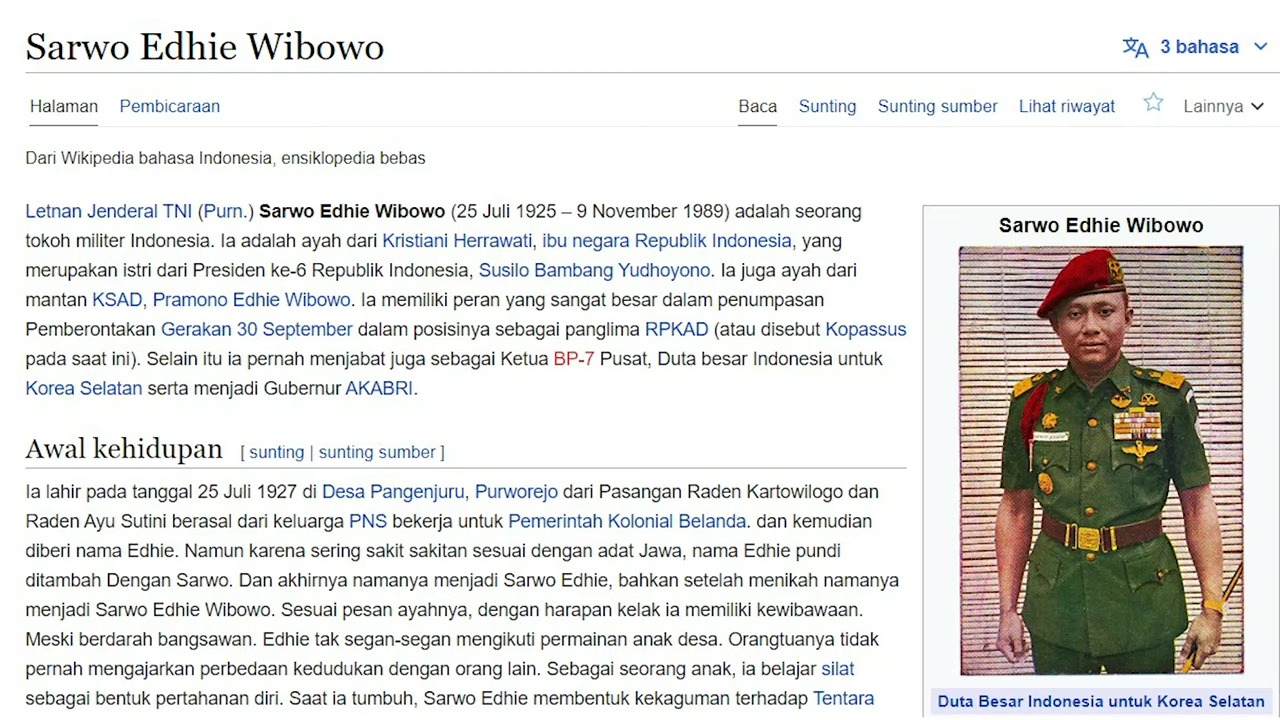 Sarwo Edhie Wibowo
3 bahasa
Halaman Pembicaraan Baca Sunting Sunting sumber Lihat riwayat Lainnya
Dari Wikipedia bahasa Indonesia, ensiklopedia bebas
Letnan Jenderal TNI (Purn.) Sarwo Edhie Wibowo (25 Juli 1925 – 9 November 1989) adalah seorang
tokoh militer Indonesia. Ia adalah ayah dari Kristiani Herrawati, ibu negara Republik Indonesia, yang
merupakan istri dari Presiden ke-6 Republik Indonesia, Susilo Bambang Yudhoyono. Ia juga ayah dari
mantan KSAD, Pramono Edhie Wibowo. Ia memiliki peran yang sangat besar dalam penumpasan
Pemberontakan Gerakan 30 September dalam posisinya sebagai panglima RPKAD (atau disebut Kopassus
pada saat ini). Selain itu ia pernah menjabat juga sebagai Ketua BP-7 Pusat, Duta besar Indonesia untuk
Korea Selatan serta menjadi Gubernur AKABRI.
Awal kehidupan [ sunting | sunting sumber ]
Ia lahir pada tanggal 25 Juli 1927 di Desa Pangenjuru, Purworejo dari Pasangan Raden Kartowilogo dan
Raden Ayu Sutini berasal dari keluarga PNS bekerja untuk Pemerintah Kolonial Belanda. dan kemudian
diberi nama Edhie. Namun karena sering sakit sakitan sesuai dengan adat Jawa, nama Edhie pundi
ditambah Dengan Sarwo. Dan akhirnya namanya menjadi Sarwo Edhie, bahkan setelah menikah namanya
menjadi Sarwo Edhie Wibowo. Sesuai pesan ayahnya, dengan harapan kelak ia memiliki kewibawaan.
Meski berdarah bangsawan. Edhie tak segan-segan mengikuti permainan anak desa. Orangtuanya tidak
pernah mengajarkan perbedaan kedudukan dengan orang lain. Sebagai seorang anak, ia belajar silat
sebagai bentuk pertahanan diri. Saat ia tumbuh, Sarwo Edhie membentuk kekaguman terhadap Tentara
Sarwo Edhie Wibowo
Duta Besar Indonesia untuk Korea Selatan